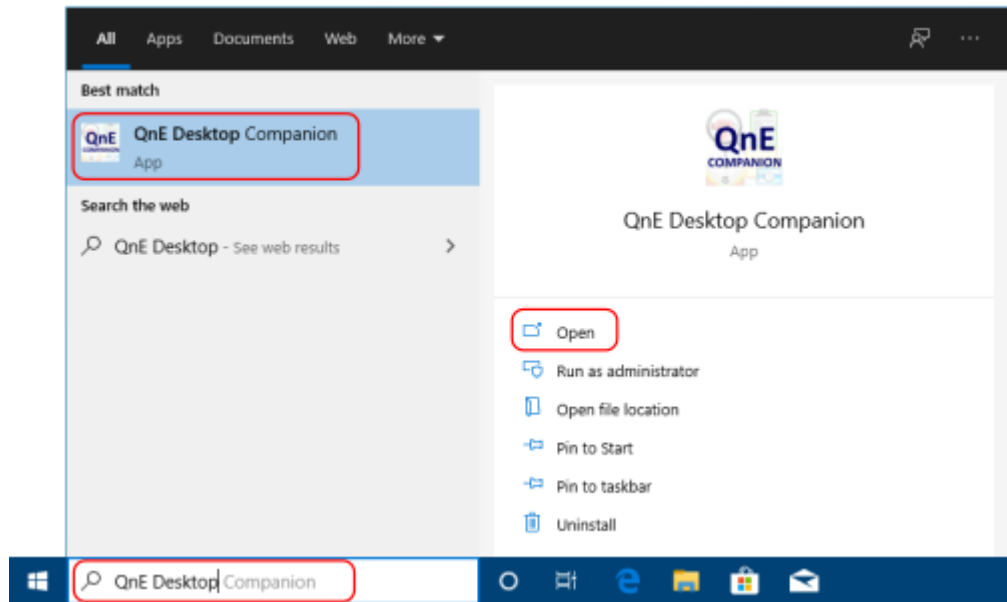 All Apps Documents Web More
Best match
QnE QnE Desktop Companion
App
Search the web
QnE Desktop - See web results
QnE
COMPANION
QnE Desktop Companion
App
Open
Run as administrator
Open file location
Pin to Start
Pin to taskbar
Uninstall
QnE Desktop Companion